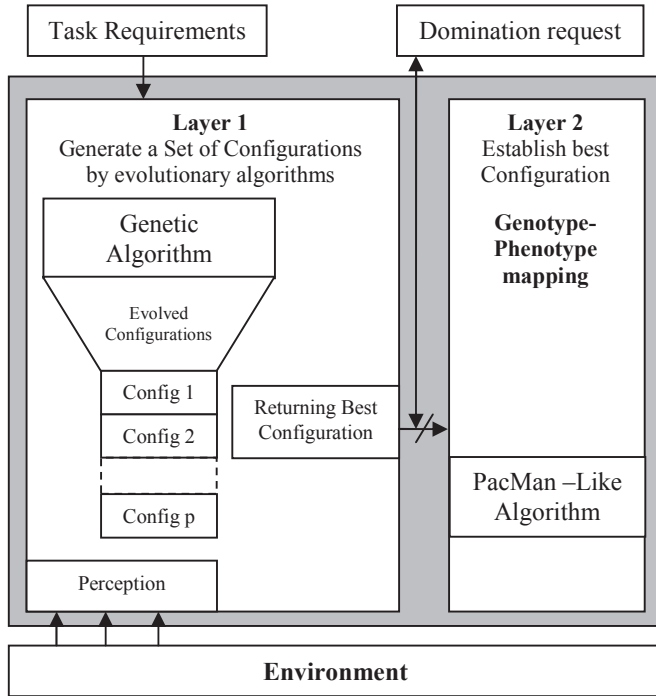 Task Requirements
Domination request
Layer 1
Generate a Set of Configurations
by evolutionary algorithms
Genetic
Algorithm
Evolved
Configurations
Config 1
Config 2
Config p
Returning Best
Configuration
Perception
Layer 2
Establish best
Configuration
Genotype-
Phenotype
mapping
PacMan –Like
Algorithm
Environment